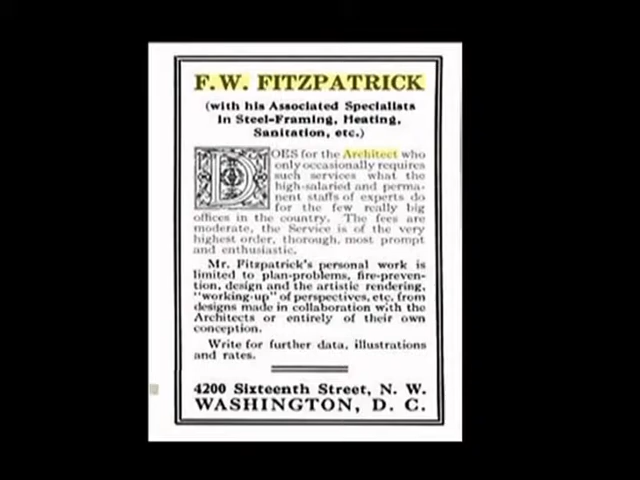 F. W. FITZPATRICK
(with his Associated Specialists
in Steel-Framing, Heating,
Sanitation, etc.)
DOES for the Architect who
only occasionally requires
such services what the
high-salaried and perma-
nent staffs of experts do
for the few really big
offices in the country. The fees are
moderate, the Service is of the very
highest order, thorough, most prompt
and enthusiastic.
Mr. Fitzpatrick's personal work is
limited to plan-problems, fire-preven-
tion, design and the artistic rendering,
"working-up" of perspectives, etc. from
designs made in collaboration with the
Architects or entirely of their own
conception.
Write for further data, illustrations
and rates.
4200 Sixteenth Street, N. W.
WASHINGTON, D. C.